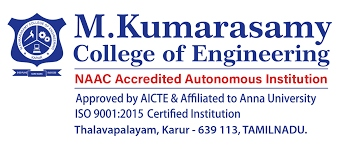 M.Kumarasamy
College of Engineering
NAAC Accredited Autonomous Institution
Approved by AICTE & Affiliated to Anna University
ISO 9001:2015 Certified Institution
Thalavapalayam, Karur - 639 113, TAMILNADU.